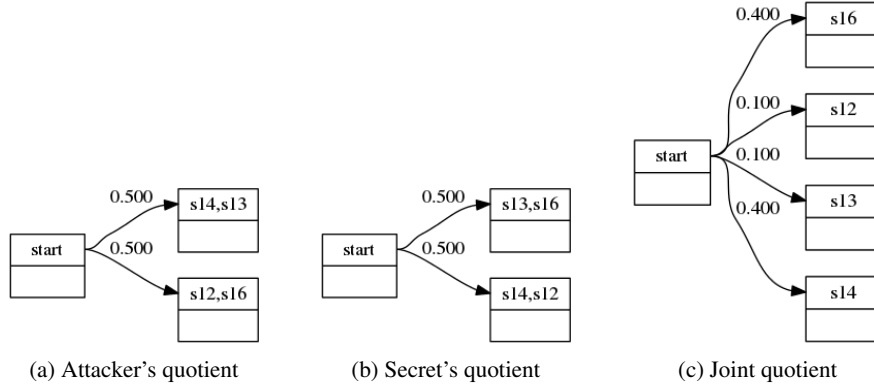 0.500
s14,s13
start
0.500
s12,s16
(a) Attacker's quotient
0.500
s13,s16
start
0.500
s14,s12
(b) Secret's quotient
0.400
s16
0.100
s12
start
0.100
s13
0.400
s14
(c) Joint quotient